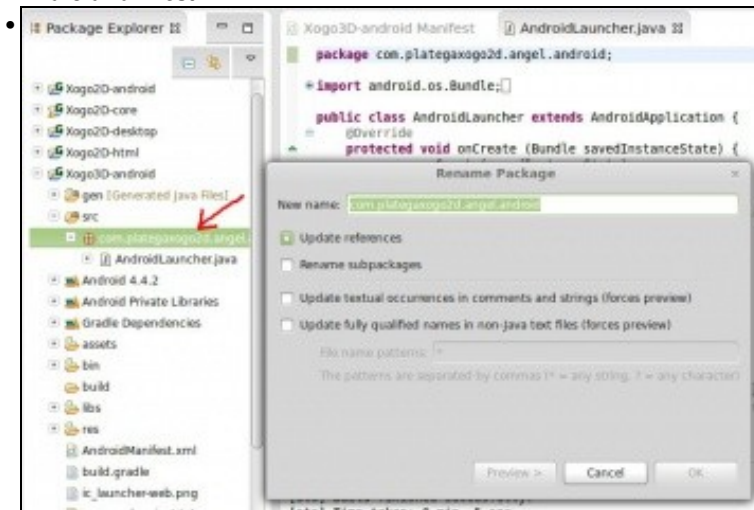 Package Explorer
Xogo3D-android Manifest
AndroidLauncher.java
package com.plategaxogo2d.angel.android;
import android.os.Bundle;
public class AndroidLauncher extends AndroidApplication {
@Override
protected void onCreate (Bundle savedInstanceState) {
Xogo2D-android
Xogo2D-core
Xogo2D-desktop
Xogo2D-html
Xogo3D-android
gen [Generated Java Files]
src
com.plategaxogo2d.angel.
AndroidLauncher.java
Android 4.4.2
Android Private Libraries
Gradle Dependencies
assets
bin
build
libs
res
AndroidManifest.xml
build.gradle
ic_launcher-web.png
Rename Package
New name: com.plategaxogo2d.angel.android
Update references
Rename subpackages
Update textual occurrences in comments and strings (forces preview)
Update fully qualified names in non-Java text files (forces preview)
File name patterns: *
The patterns are separated by commas (* = any string, ? = any character)
Preview >
Cancel
OK